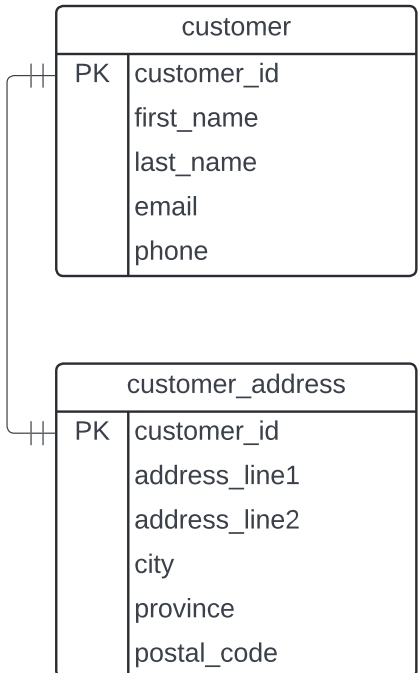 customer
PK customer_id
first_name
last_name
email
phone
customer_address
PK customer_id
address_line1
address_line2
city
province
postal_code